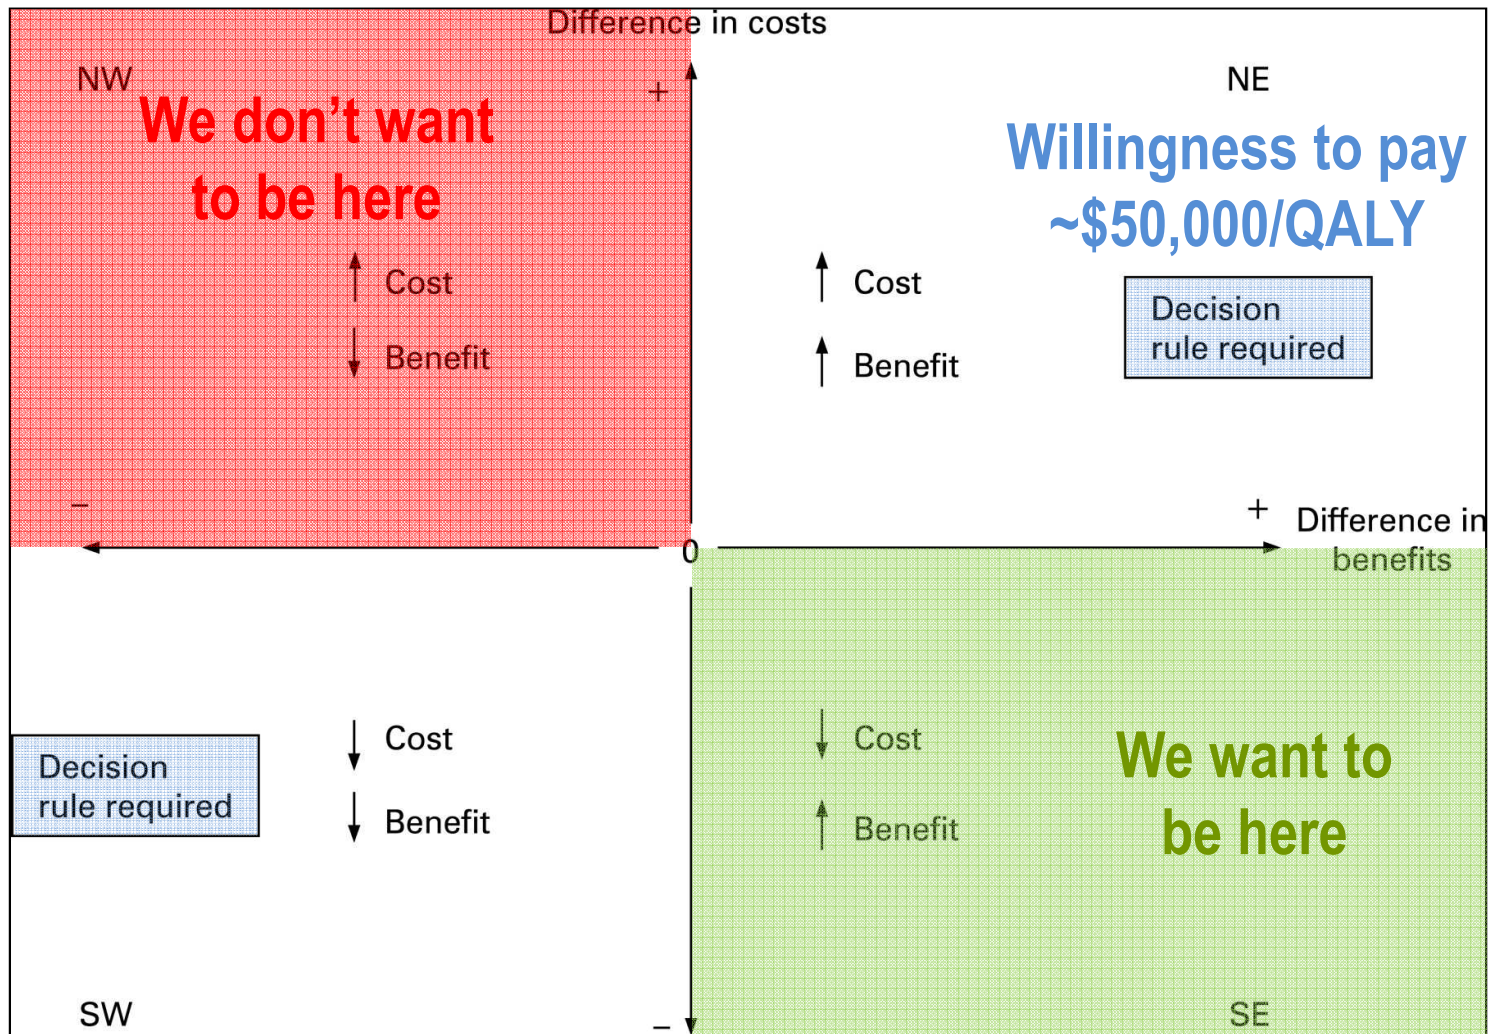 Difference in costs
NW
+
NE
We don't want
to be here
Willingness to pay
~$50,000/QALY
Cost
Benefit
Cost
Benefit
Decision
rule required
–
0
+
Difference in
benefits
Decision
rule required
Cost
Benefit
Cost
Benefit
We want to
be here
SW
–
SE